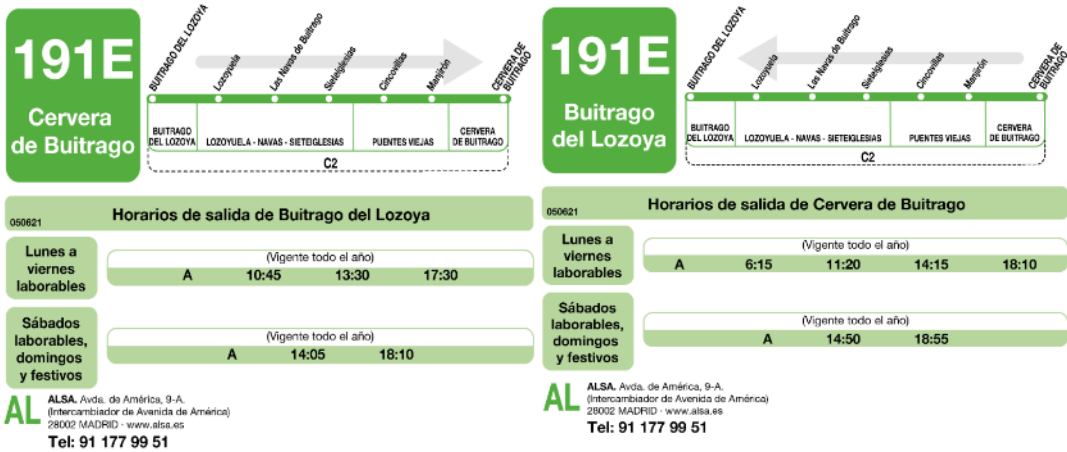 191E
Cervera
de Buitrago
BUITRAGO DEL LOZOYA
Lozoyuela
Las Navas de Buitrago
Sieteiglesias
Cincovillas
Manjirón
CERVERA DE
BUITRAGO
BUITRAGO
DEL LOZOYA
LOZOYUELA - NAVAS - SIETEIGLESIAS
PUENTES VIEJAS
CERVERA
DE BUITRAGO
C2
050621
Horarios de salida de Buitrago del Lozoya
Lunes a
viernes
laborables
(Vigente todo el año)
A 10:45 13:30 17:30
Sábados
laborables,
domingos
y festivos
(Vigente todo el año)
A 14:05 18:10
AL
ALSA. Avda. de América, 9-A.
(Intercambiador de Avenida de América)
28002 MADRID - www.alsa.es
Tel: 91 177 99 51
191E
Buitrago
del Lozoya
BUITRAGO DEL LOZOYA
Lozoyuela
Las Navas de Buitrago
Sieteiglesias
Cincovillas
Manjirón
CERVERA DE
BUITRAGO
BUITRAGO
DEL LOZOYA
LOZOYUELA - NAVAS - SIETEIGLESIAS
PUENTES VIEJAS
CERVERA
DE BUITRAGO
C2
050621
Horarios de salida de Cervera de Buitrago
Lunes a
viernes
laborables
(Vigente todo el año)
A 6:15 11:20 14:15 18:10
Sábados
laborables,
domingos
y festivos
(Vigente todo el año)
A 14:50 18:55
AL
ALSA. Avda. de América, 9-A.
(Intercambiador de Avenida de América)
28002 MADRID - www.alsa.es
Tel: 91 177 99 51